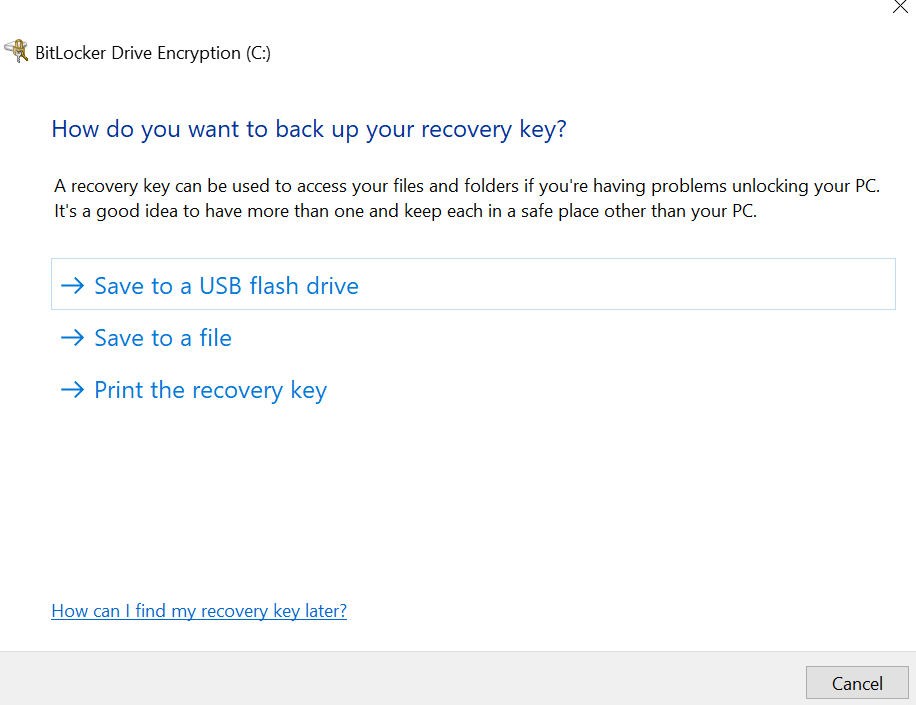 BitLocker Drive Encryption (C:)
How do you want to back up your recovery key?
A recovery key can be used to access your files and folders if you're having problems unlocking your PC.
It's a good idea to have more than one and keep each in a safe place other than your PC.
→ Save to a USB flash drive
→ Save to a file
→ Print the recovery key
How can I find my recovery key later?
Cancel